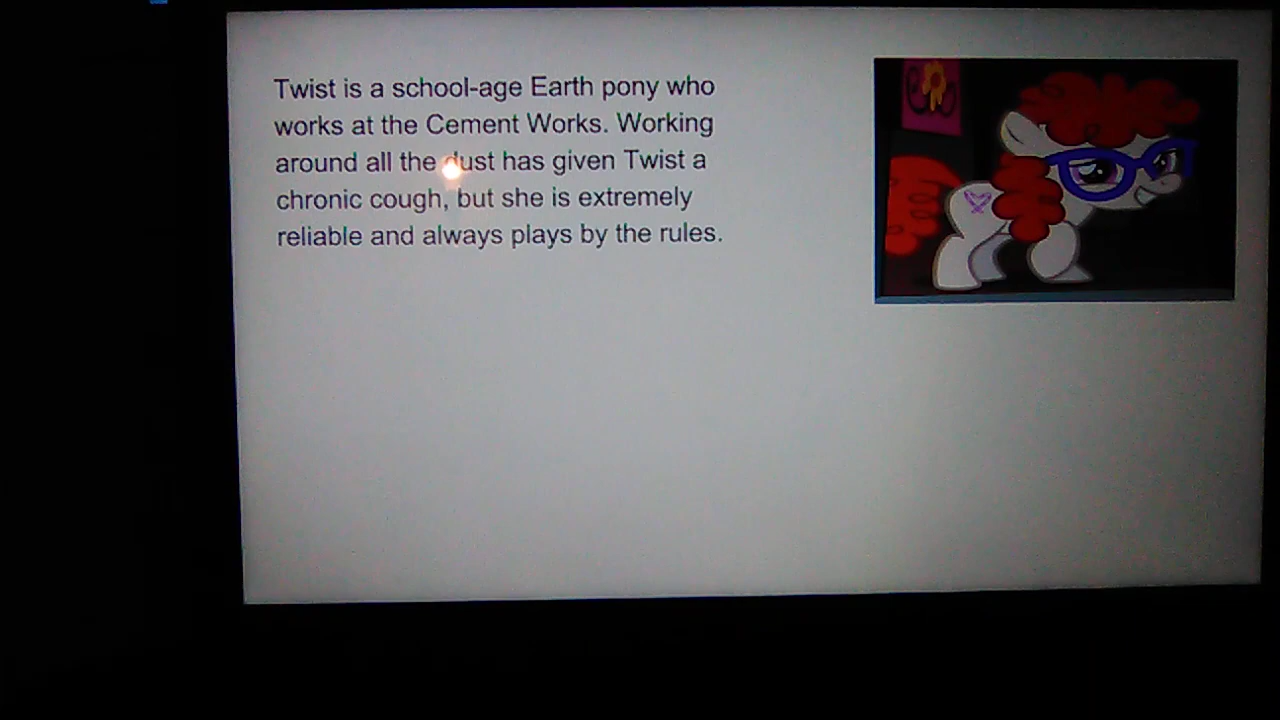 Twist is a school-age Earth pony who
works at the Cement Works. Working
around all the dust has given Twist a
chronic cough, but she is extremely
reliable and always plays by the rules.